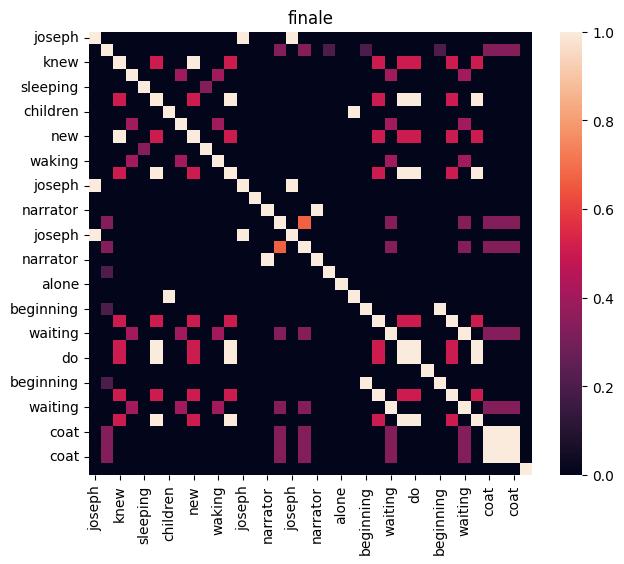 finale
joseph
knew
sleeping
children
new
waking
joseph
narrator
joseph
narrator
alone
beginning
waiting
do
beginning
waiting
coat
coat
joseph
knew
sleeping
children
new
waking
joseph
narrator
joseph
narrator
alone
beginning
waiting
do
beginning
waiting
coat
coat
1.0
0.8
0.6
0.4
0.2
0.0